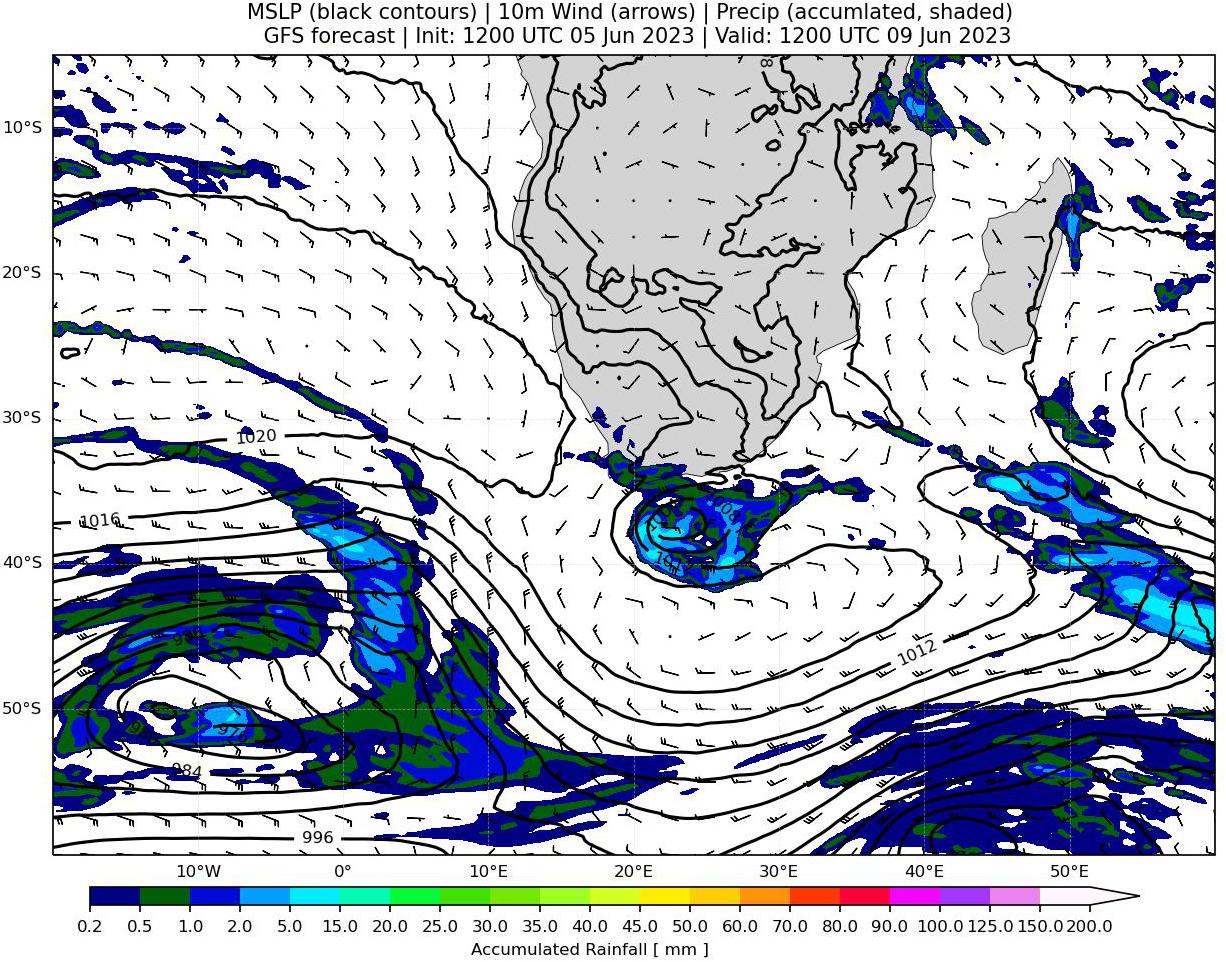 MSLP (black contours) | 10m Wind (arrows) | Precip (accumlated, shaded)
GFS forecast | Init: 1200 UTC 05 Jun 2023 | Valid: 1200 UTC 09 Jun 2023
10°S
20°S
30°S
1020
1016
1008
40°S
1012
50°S
976
984
996
10°W 0° 10°E 20°E 30°E 40°E 50°E
0.2 0.5 1.0 2.0 5.0 15.0 20.0 25.0 30.0 35.0 40.0 45.0 50.0 60.0 70.0 80.0 90.0 100.0 125.0 150.0 200.0
Accumulated Rainfall [ mm ]